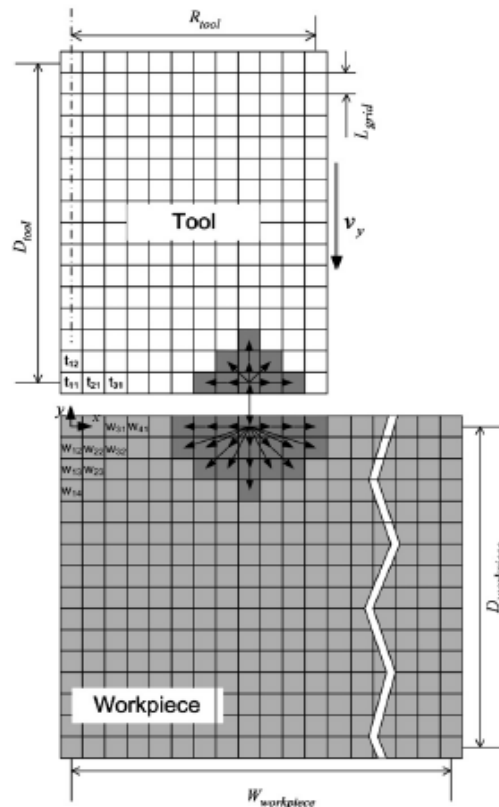 R_tool
L_grid
D_tool
Tool
v_y
t12
t11 t21 t31
y
x
w31 w41
w12 w22 w32
w13 w23
w14
D_workpiece
Workpiece
W_workpiece